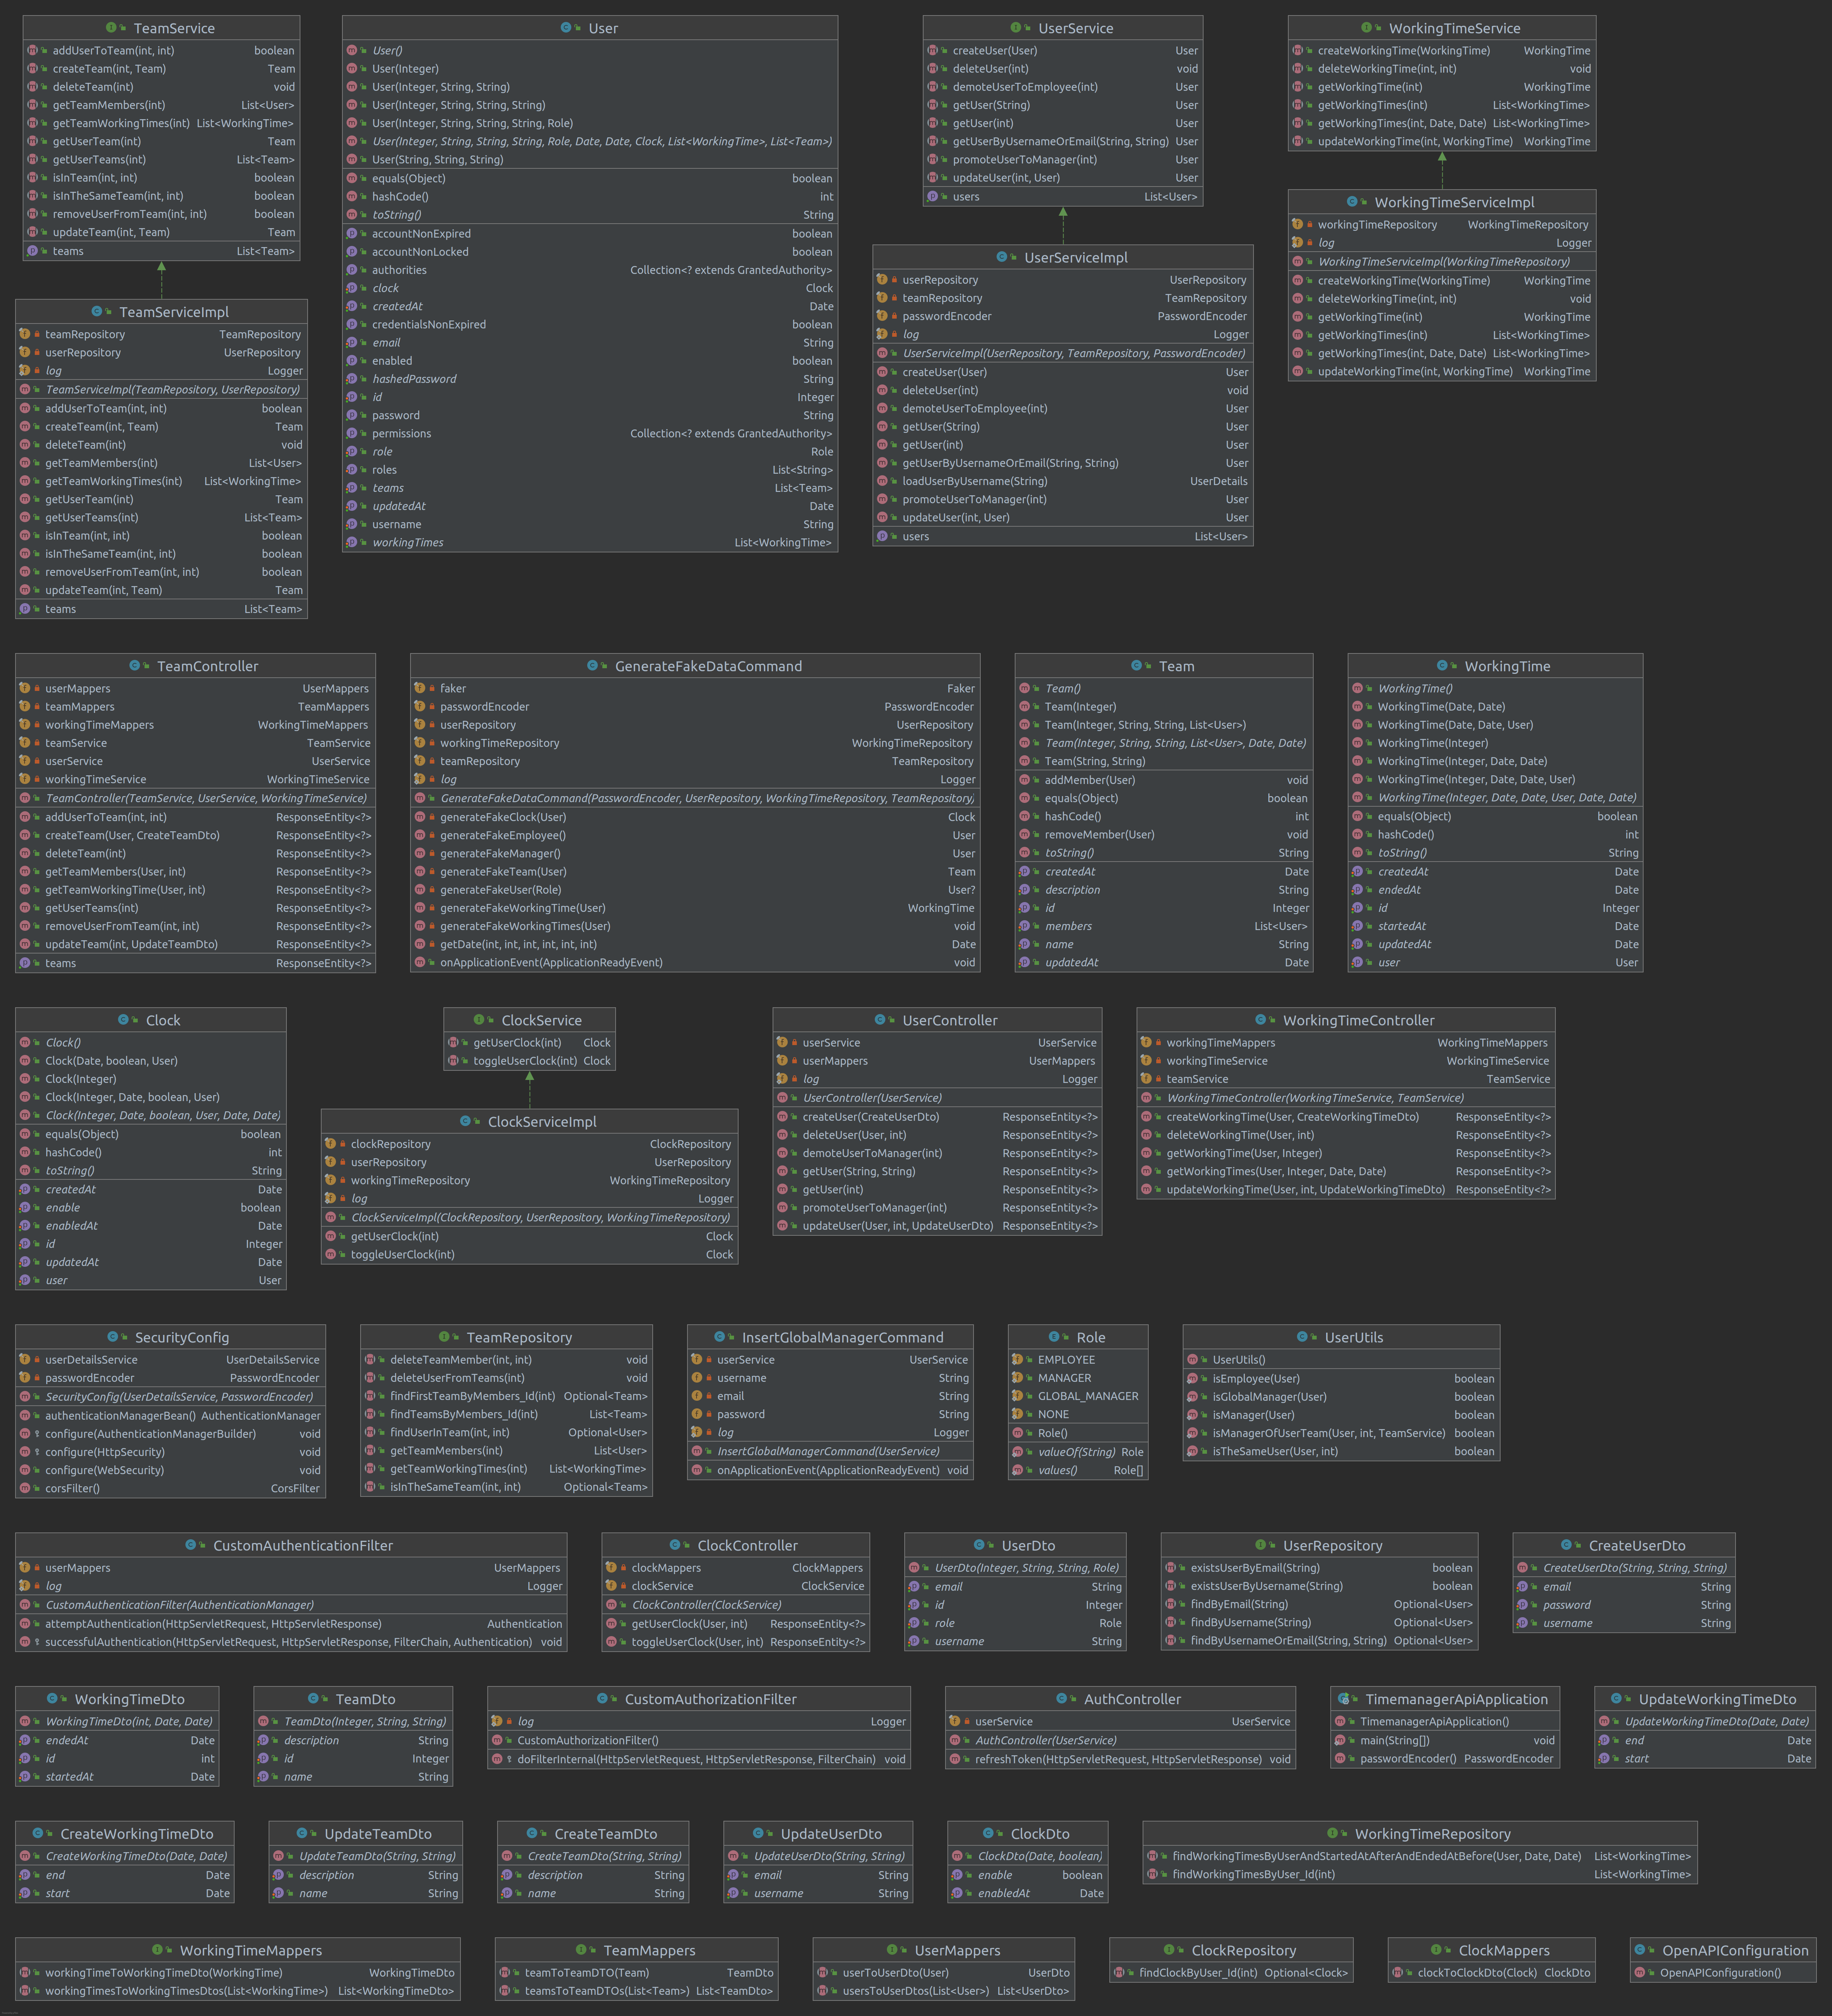 TeamService
addUserToTeam(int, int) boolean
createTeam(int, Team) Team
deleteTeam(int) void
getTeamMembers(int) List<User>
getTeamWorkingTimes(int) List<WorkingTime>
getUserTeam(int) Team
getUserTeams(int) List<Team>
isInTeam(int, int) boolean
isInTheSameTeam(int, int) boolean
removeUserFromTeam(int, int) boolean
updateTeam(int, Team) Team
teams List<Team>
TeamServiceImpl
teamRepository TeamRepository
userRepository UserRepository
log Logger
TeamServiceImpl(TeamRepository, UserRepository)
addUserToTeam(int, int) boolean
createTeam(int, Team) Team
deleteTeam(int) void
getTeamMembers(int) List<User>
getTeamWorkingTimes(int) List<WorkingTime>
getUserTeam(int) Team
getUserTeams(int) List<Team>
isInTeam(int, int) boolean
isInTheSameTeam(int, int) boolean
removeUserFromTeam(int, int) boolean
updateTeam(int, Team) Team
teams List<Team>
User
User()
User(Integer)
User(Integer, String, String)
User(Integer, String, String, String)
User(Integer, String, String, String, Role)
User(Integer, String, String, String, Role, Date, Date, Clock, List<WorkingTime>, List<Team>)
User(String, String, String)
equals(Object) boolean
hashCode() int
toString() String
accountNonExpired boolean
accountNonLocked boolean
authorities Collection<? extends GrantedAuthority>
clock Clock
createdAt Date
credentialsNonExpired boolean
email String
enabled boolean
hashedPassword String
id Integer
password String
permissions Collection<? extends GrantedAuthority>
role Role
roles List<String>
teams List<Team>
updatedAt Date
username String
workingTimes List<WorkingTime>
UserService
createUser(User) User
deleteUser(int) void
demoteUserToEmployee(int) User
getUser(String) User
getUser(int) User
getUserByUsernameOrEmail(String, String) User
promoteUserToManager(int) User
updateUser(int, User) User
users List<User>
UserServiceImpl
userRepository UserRepository
teamRepository TeamRepository
passwordEncoder PasswordEncoder
log Logger
UserServiceImpl(UserRepository, TeamRepository, PasswordEncoder)
createUser(User) User
deleteUser(int) void
demoteUserToEmployee(int) User
getUser(String) User
getUser(int) User
getUserByUsernameOrEmail(String, String) User
loadUserByUsername(String) UserDetails
promoteUserToManager(int) User
updateUser(int, User) User
users List<User>
WorkingTimeService
createWorkingTime(WorkingTime) WorkingTime
deleteWorkingTime(int, int) void
getWorkingTime(int) WorkingTime
getWorkingTimes(int) List<WorkingTime>
getWorkingTimes(int, Date, Date) List<WorkingTime>
updateWorkingTime(int, WorkingTime) WorkingTime
WorkingTimeServiceImpl
workingTimeRepository WorkingTimeRepository
log Logger
WorkingTimeServiceImpl(WorkingTimeRepository)
createWorkingTime(WorkingTime) WorkingTime
deleteWorkingTime(int, int) void
getWorkingTime(int) WorkingTime
getWorkingTimes(int) List<WorkingTime>
getWorkingTimes(int, Date, Date) List<WorkingTime>
updateWorkingTime(int, WorkingTime) WorkingTime
TeamController
userMappers UserMappers
teamMappers TeamMappers
workingTimeMappers WorkingTimeMappers
teamService TeamService
userService UserService
workingTimeService WorkingTimeService
TeamController(TeamService, UserService, WorkingTimeService)
addUserToTeam(int, int) ResponseEntity<?>
createTeam(User, CreateTeamDto) ResponseEntity<?>
deleteTeam(int) ResponseEntity<?>
getTeamMembers(User, int) ResponseEntity<?>
getTeamWorkingTime(User, int) ResponseEntity<?>
getUserTeams(int) ResponseEntity<?>
removeUserFromTeam(int, int) ResponseEntity<?>
updateTeam(int, UpdateTeamDto) ResponseEntity<?>
teams ResponseEntity<?>
GenerateFakeDataCommand
faker Faker
passwordEncoder PasswordEncoder
userRepository UserRepository
workingTimeRepository WorkingTimeRepository
teamRepository TeamRepository
log Logger
GenerateFakeDataCommand(PasswordEncoder, UserRepository, WorkingTimeRepository, TeamRepository)
generateFakeClock(User) Clock
generateFakeEmployee() User
generateFakeManager() User
generateFakeTeam(User) Team
generateFakeUser(Role) User?
generateFakeWorkingTime(User) WorkingTime
generateFakeWorkingTimes(User) void
getDate(int, int, int, int, int, int) Date
onApplicationEvent(ApplicationReadyEvent) void
Team
Team()
Team(Integer)
Team(Integer, String, String, List<User>)
Team(Integer, String, String, List<User>, Date, Date)
Team(String, String)
addMember(User) void
equals(Object) boolean
hashCode() int
removeMember(User) void
toString() String
createdAt Date
description String
id Integer
members List<User>
name String
updatedAt Date
WorkingTime
WorkingTime()
WorkingTime(Date, Date)
WorkingTime(Date, Date, User)
WorkingTime(Integer)
WorkingTime(Integer, Date, Date)
WorkingTime(Integer, Date, Date, User)
WorkingTime(Integer, Date, Date, User, Date, Date)
equals(Object) boolean
hashCode() int
toString() String
createdAt Date
endedAt Date
id Integer
startedAt Date
updatedAt Date
user User
Clock
Clock()
Clock(Date, boolean, User)
Clock(Integer)
Clock(Integer, Date, boolean, User)
Clock(Integer, Date, boolean, User, Date, Date)
equals(Object) boolean
hashCode() int
toString() String
createdAt Date
enable boolean
enabledAt Date
id Integer
updatedAt Date
user User
ClockService
getUserClock(int) Clock
toggleUserClock(int) Clock
ClockServiceImpl
clockRepository ClockRepository
userRepository UserRepository
workingTimeRepository WorkingTimeRepository
log Logger
ClockServiceImpl(ClockRepository, UserRepository, WorkingTimeRepository)
getUserClock(int) Clock
toggleUserClock(int) Clock
UserController
userService UserService
userMappers UserMappers
log Logger
UserController(UserService)
createUser(CreateUserDto) ResponseEntity<?>
deleteUser(User, int) ResponseEntity<?>
demoteUserToManager(int) ResponseEntity<?>
getUser(String, String) ResponseEntity<?>
getUser(int) ResponseEntity<?>
promoteUserToManager(int) ResponseEntity<?>
updateUser(User, int, UpdateUserDto) ResponseEntity<?>
WorkingTimeController
workingTimeMappers WorkingTimeMappers
workingTimeService WorkingTimeService
teamService TeamService
WorkingTimeController(WorkingTimeService, TeamService)
createWorkingTime(User, CreateWorkingTimeDto) ResponseEntity<?>
deleteWorkingTime(User, int) ResponseEntity<?>
getWorkingTime(User, Integer) ResponseEntity<?>
getWorkingTimes(User, Integer, Date, Date) ResponseEntity<?>
updateWorkingTime(User, int, UpdateWorkingTimeDto) ResponseEntity<?>
SecurityConfig
userDetailsService UserDetailsService
passwordEncoder PasswordEncoder
SecurityConfig(UserDetailsService, PasswordEncoder)
authenticationManagerBean() AuthenticationManager
configure(AuthenticationManagerBuilder) void
configure(HttpSecurity) void
configure(WebSecurity) void
corsFilter() CorsFilter
TeamRepository
deleteTeamMember(int, int) void
deleteUserFromTeams(int) void
findFirstTeamByMembers_Id(int) Optional<Team>
findTeamsByMembers_Id(int) List<Team>
findUserInTeam(int, int) Optional<User>
getTeamMembers(int) List<User>
getTeamWorkingTimes(int) List<WorkingTime>
isInTheSameTeam(int, int) Optional<Team>
InsertGlobalManagerCommand
userService UserService
username String
email String
password String
log Logger
InsertGlobalManagerCommand(UserService)
onApplicationEvent(ApplicationReadyEvent) void
Role
EMPLOYEE
MANAGER
GLOBAL_MANAGER
NONE
Role()
valueOf(String) Role
values() Role[]
UserUtils
UserUtils()
isEmployee(User) boolean
isGlobalManager(User) boolean
isManager(User) boolean
isManagerOfUserTeam(User, int, TeamService) boolean
isTheSameUser(User, int) boolean
CustomAuthenticationFilter
userMappers UserMappers
log Logger
CustomAuthenticationFilter(AuthenticationManager)
attemptAuthentication(HttpServletRequest, HttpServletResponse) Authentication
successfulAuthentication(HttpServletRequest, HttpServletResponse, FilterChain, Authentication) void
ClockController
clockMappers ClockMappers
clockService ClockService
ClockController(ClockService)
getUserClock(User, int) ResponseEntity<?>
toggleUserClock(User, int) ResponseEntity<?>
UserDto
UserDto(Integer, String, String, Role)
email String
id Integer
role Role
username String
UserRepository
existsUserByEmail(String) boolean
existsUserByUsername(String) boolean
findByEmail(String) Optional<User>
findByUsername(String) Optional<User>
findByUsernameOrEmail(String, String) Optional<User>
CreateUserDto
CreateUserDto(String, String, String)
email String
password String
username String
WorkingTimeDto
WorkingTimeDto(int, Date, Date)
endedAt Date
id int
startedAt Date
TeamDto
TeamDto(Integer, String, String)
description String
id Integer
name String
CustomAuthorizationFilter
log Logger
CustomAuthorizationFilter()
doFilterInternal(HttpServletRequest, HttpServletResponse, FilterChain) void
AuthController
userService UserService
AuthController(UserService)
refreshToken(HttpServletRequest, HttpServletResponse) void
TimemanagerApiApplication
TimemanagerApiApplication()
main(String[]) void
passwordEncoder() PasswordEncoder
UpdateWorkingTimeDto
UpdateWorkingTimeDto(Date, Date)
end Date
start Date
CreateWorkingTimeDto
CreateWorkingTimeDto(Date, Date)
end Date
start Date
UpdateTeamDto
UpdateTeamDto(String, String)
description String
name String
CreateTeamDto
CreateTeamDto(String, String)
description String
name String
UpdateUserDto
UpdateUserDto(String, String)
email String
username String
ClockDto
ClockDto(Date, boolean)
enable boolean
enabledAt Date
WorkingTimeRepository
findWorkingTimesByUserAndStartedAtAfterAndEndedAtBefore(User, Date, Date) List<WorkingTime>
findWorkingTimesByUser_Id(int) List<WorkingTime>
WorkingTimeMappers
workingTimeToWorkingTimeDto(WorkingTime) WorkingTimeDto
workingTimesToWorkingTimesDtos(List<WorkingTime>) List<WorkingTimeDto>
TeamMappers
teamToTeamDTO(Team) TeamDto
teamsToTeamDTOs(List<Team>) List<TeamDto>
UserMappers
userToUserDto(User) UserDto
usersToUserDtos(List<User>) List<UserDto>
ClockRepository
findClockByUser_Id(int) Optional<Clock>
ClockMappers
clockToClockDto(Clock) ClockDto
OpenAPIConfiguration
OpenAPIConfiguration()